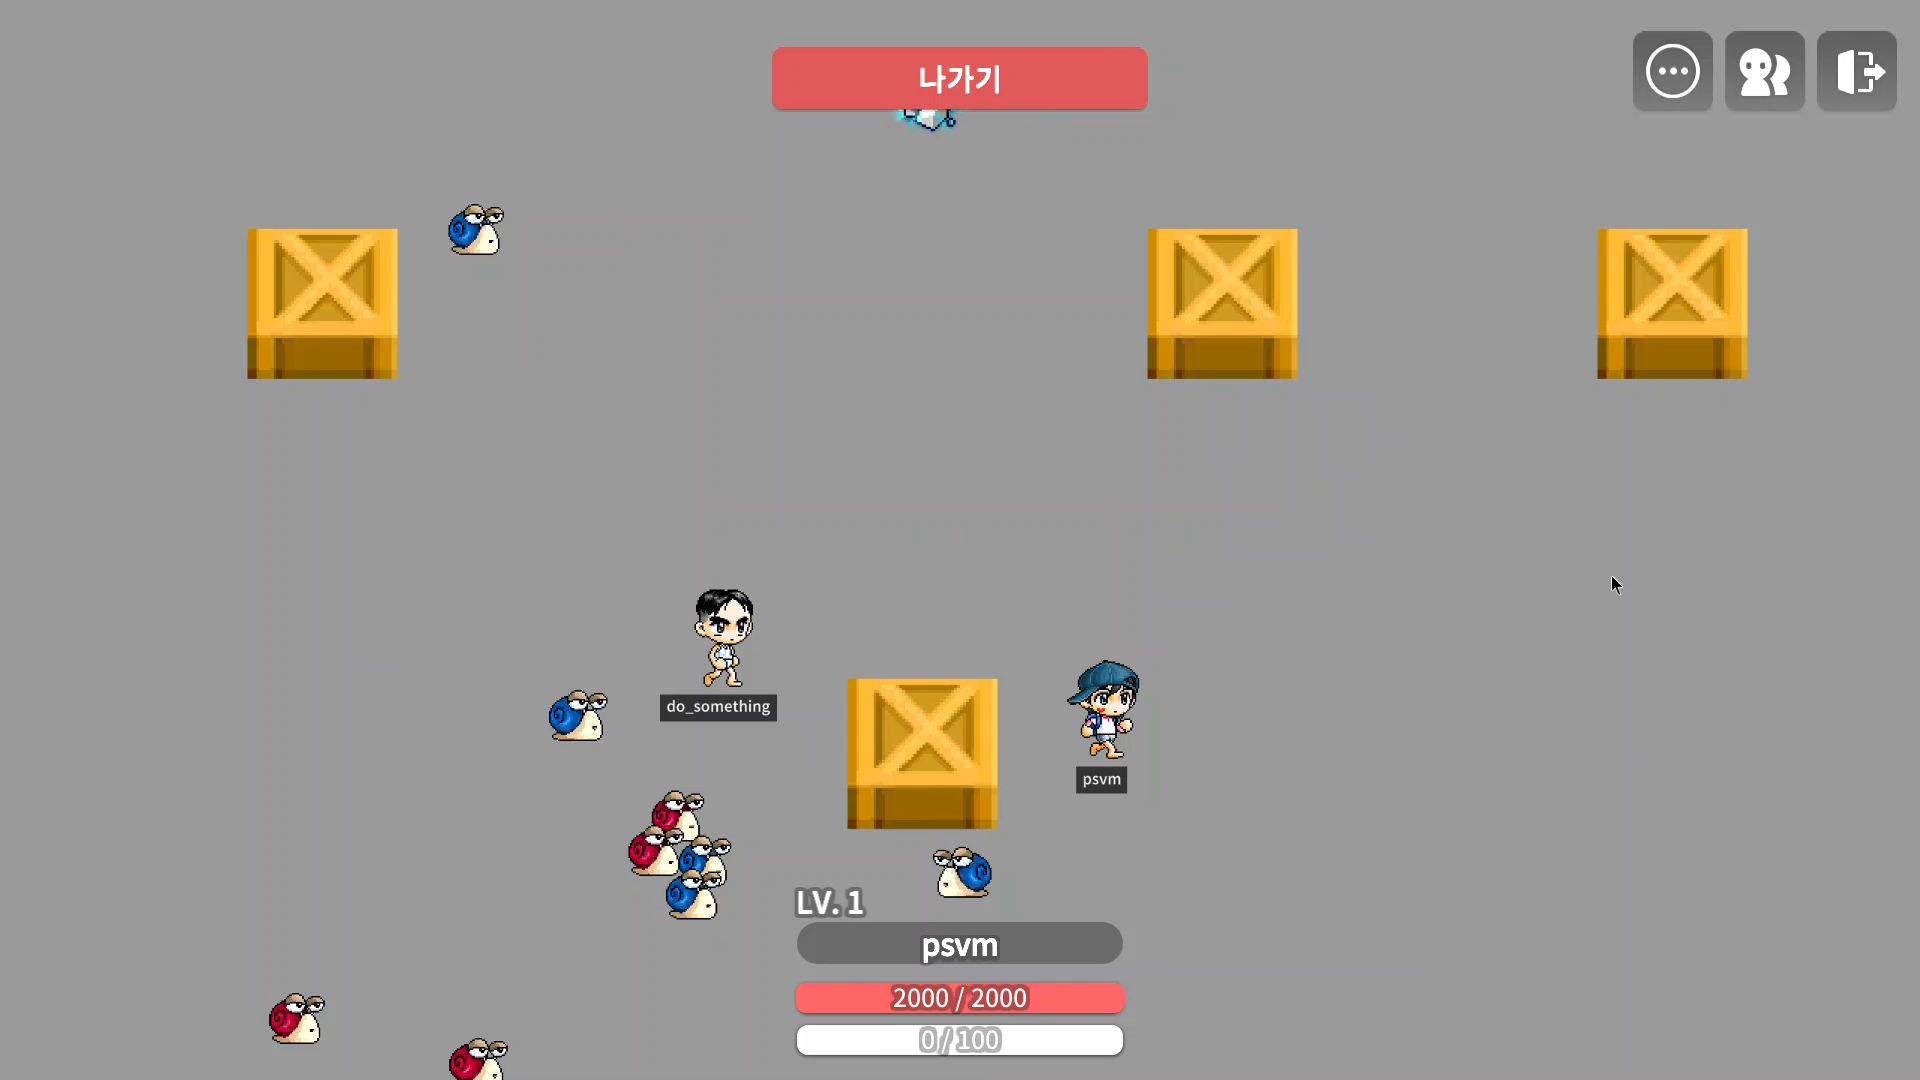 나가기
do_something
psvm
LV. 1
psvm
2000 / 2000
0 / 100